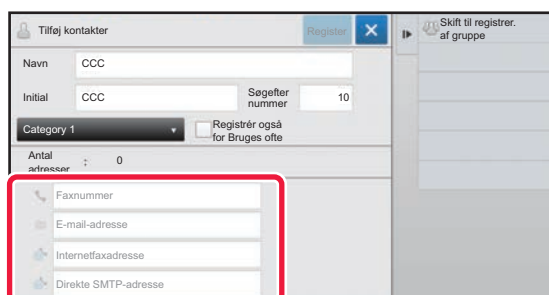 Tilføj kontakter
Register
Skift til registrer.
af gruppe
Navn
CCC
Initial
CCC
Søgefter
nummer
10
Category 1
Registrér også
for Bruges ofte
Antal
adresser
:
0
Faxnummer
E-mail-adresse
Internetfaxadresse
Direkte SMTP-adresse